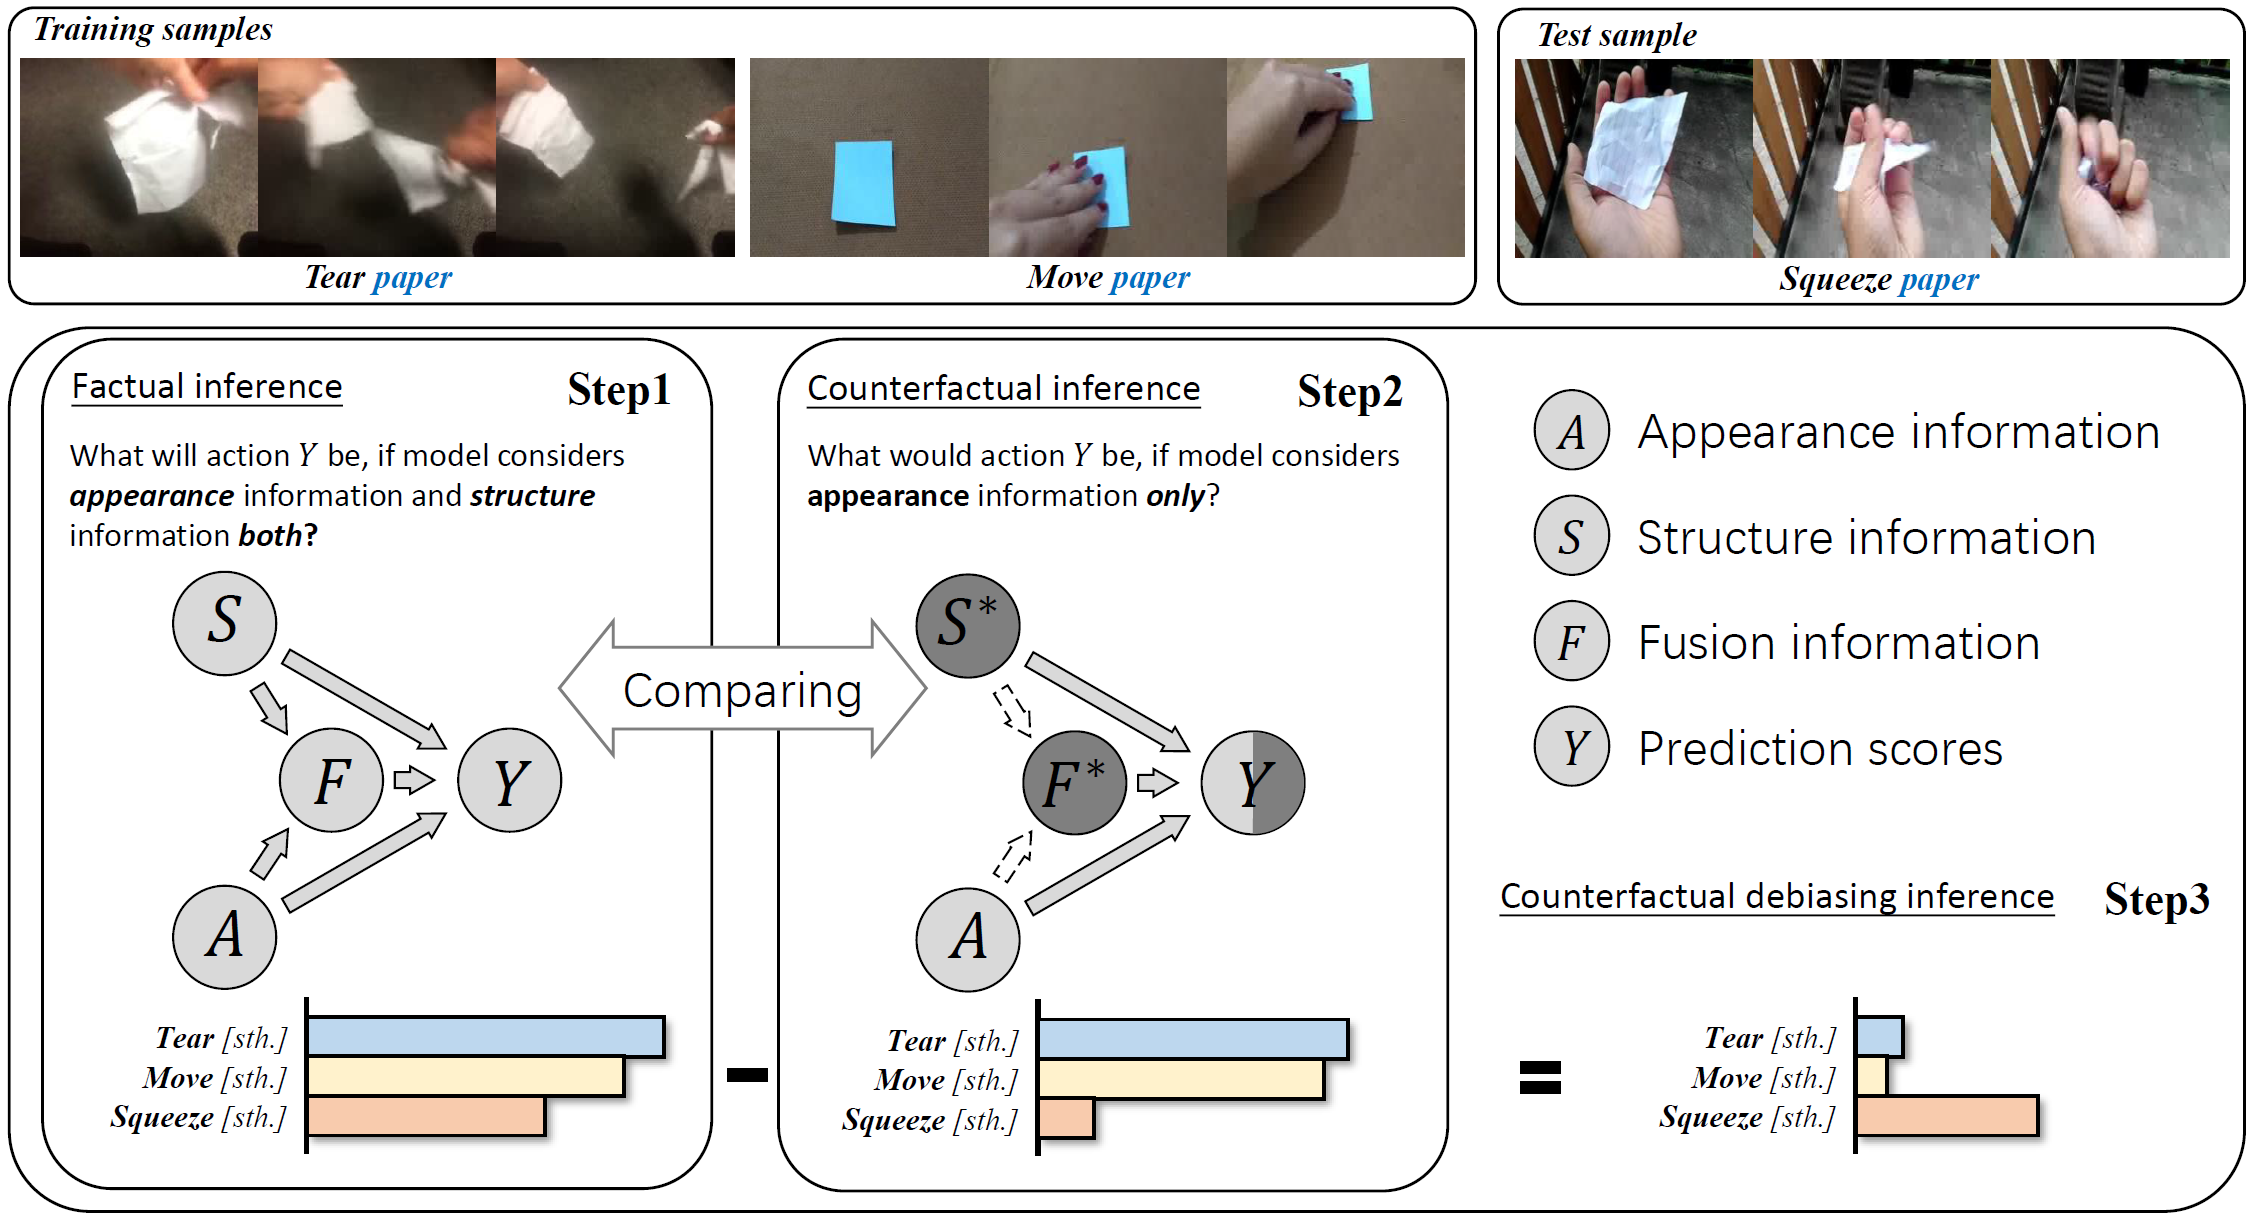 Training samples
Tear paper
Move paper
Test sample
Squeeze paper
Factual inference
Step1
What will action Y be, if model considers
appearance information and structure
information both?
S
F
Y
A
Tear [sth.]
Move [sth.]
Squeeze [sth.]
Comparing
Counterfactual inference
Step2
What would action Y be, if model considers
appearance information only?
S*
F*
Y
A
Tear [sth.]
Move [sth.]
Squeeze [sth.]
A Appearance information
S Structure information
F Fusion information
Y Prediction scores
Counterfactual debiasing inference
Step3
Tear [sth.]
Move [sth.]
Squeeze [sth.]